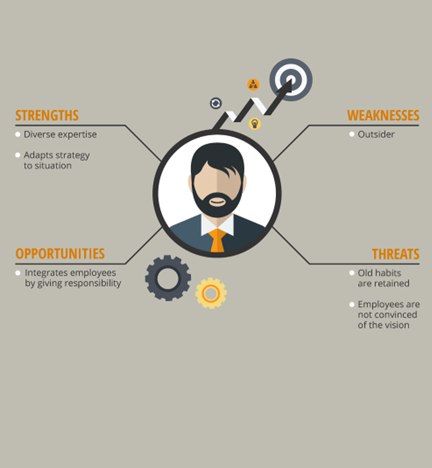 STRENGTHS
Diverse expertise
Adapts strategy
to situation
WEAKNESSES
Outsider
OPPORTUNITIES
Integrates employees
by giving responsibility
THREATS
Old habits
are retained
Employees are
not convinced
of the vision